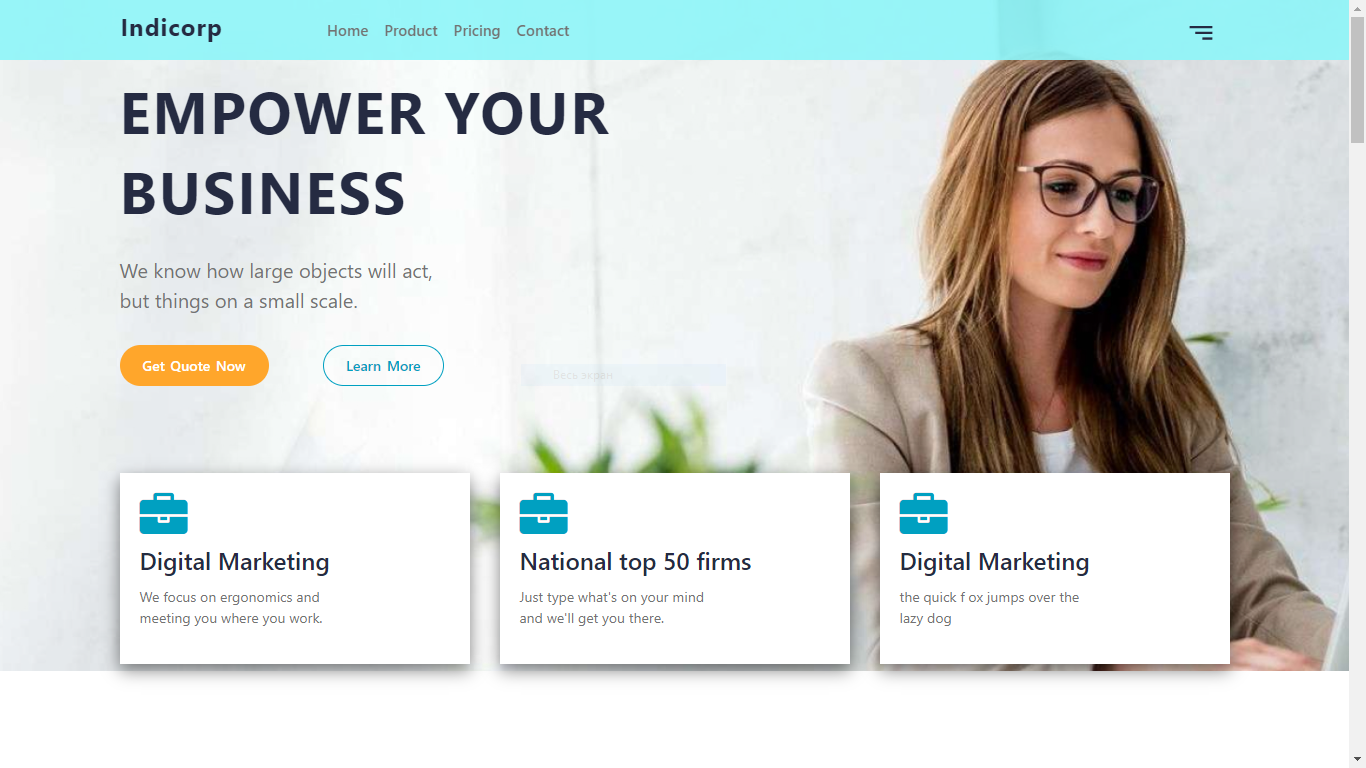 Indicorp
Home Product Pricing Contact
EMPOWER YOUR
BUSINESS
We know how large objects will act,
but things on a small scale.
Get Quote Now
Learn More
Весь экран
Digital Marketing
We focus on ergonomics and
meeting you where you work.
National top 50 firms
Just type what's on your mind
and we'll get you there.
Digital Marketing
the quick f ox jumps over the
lazy dog